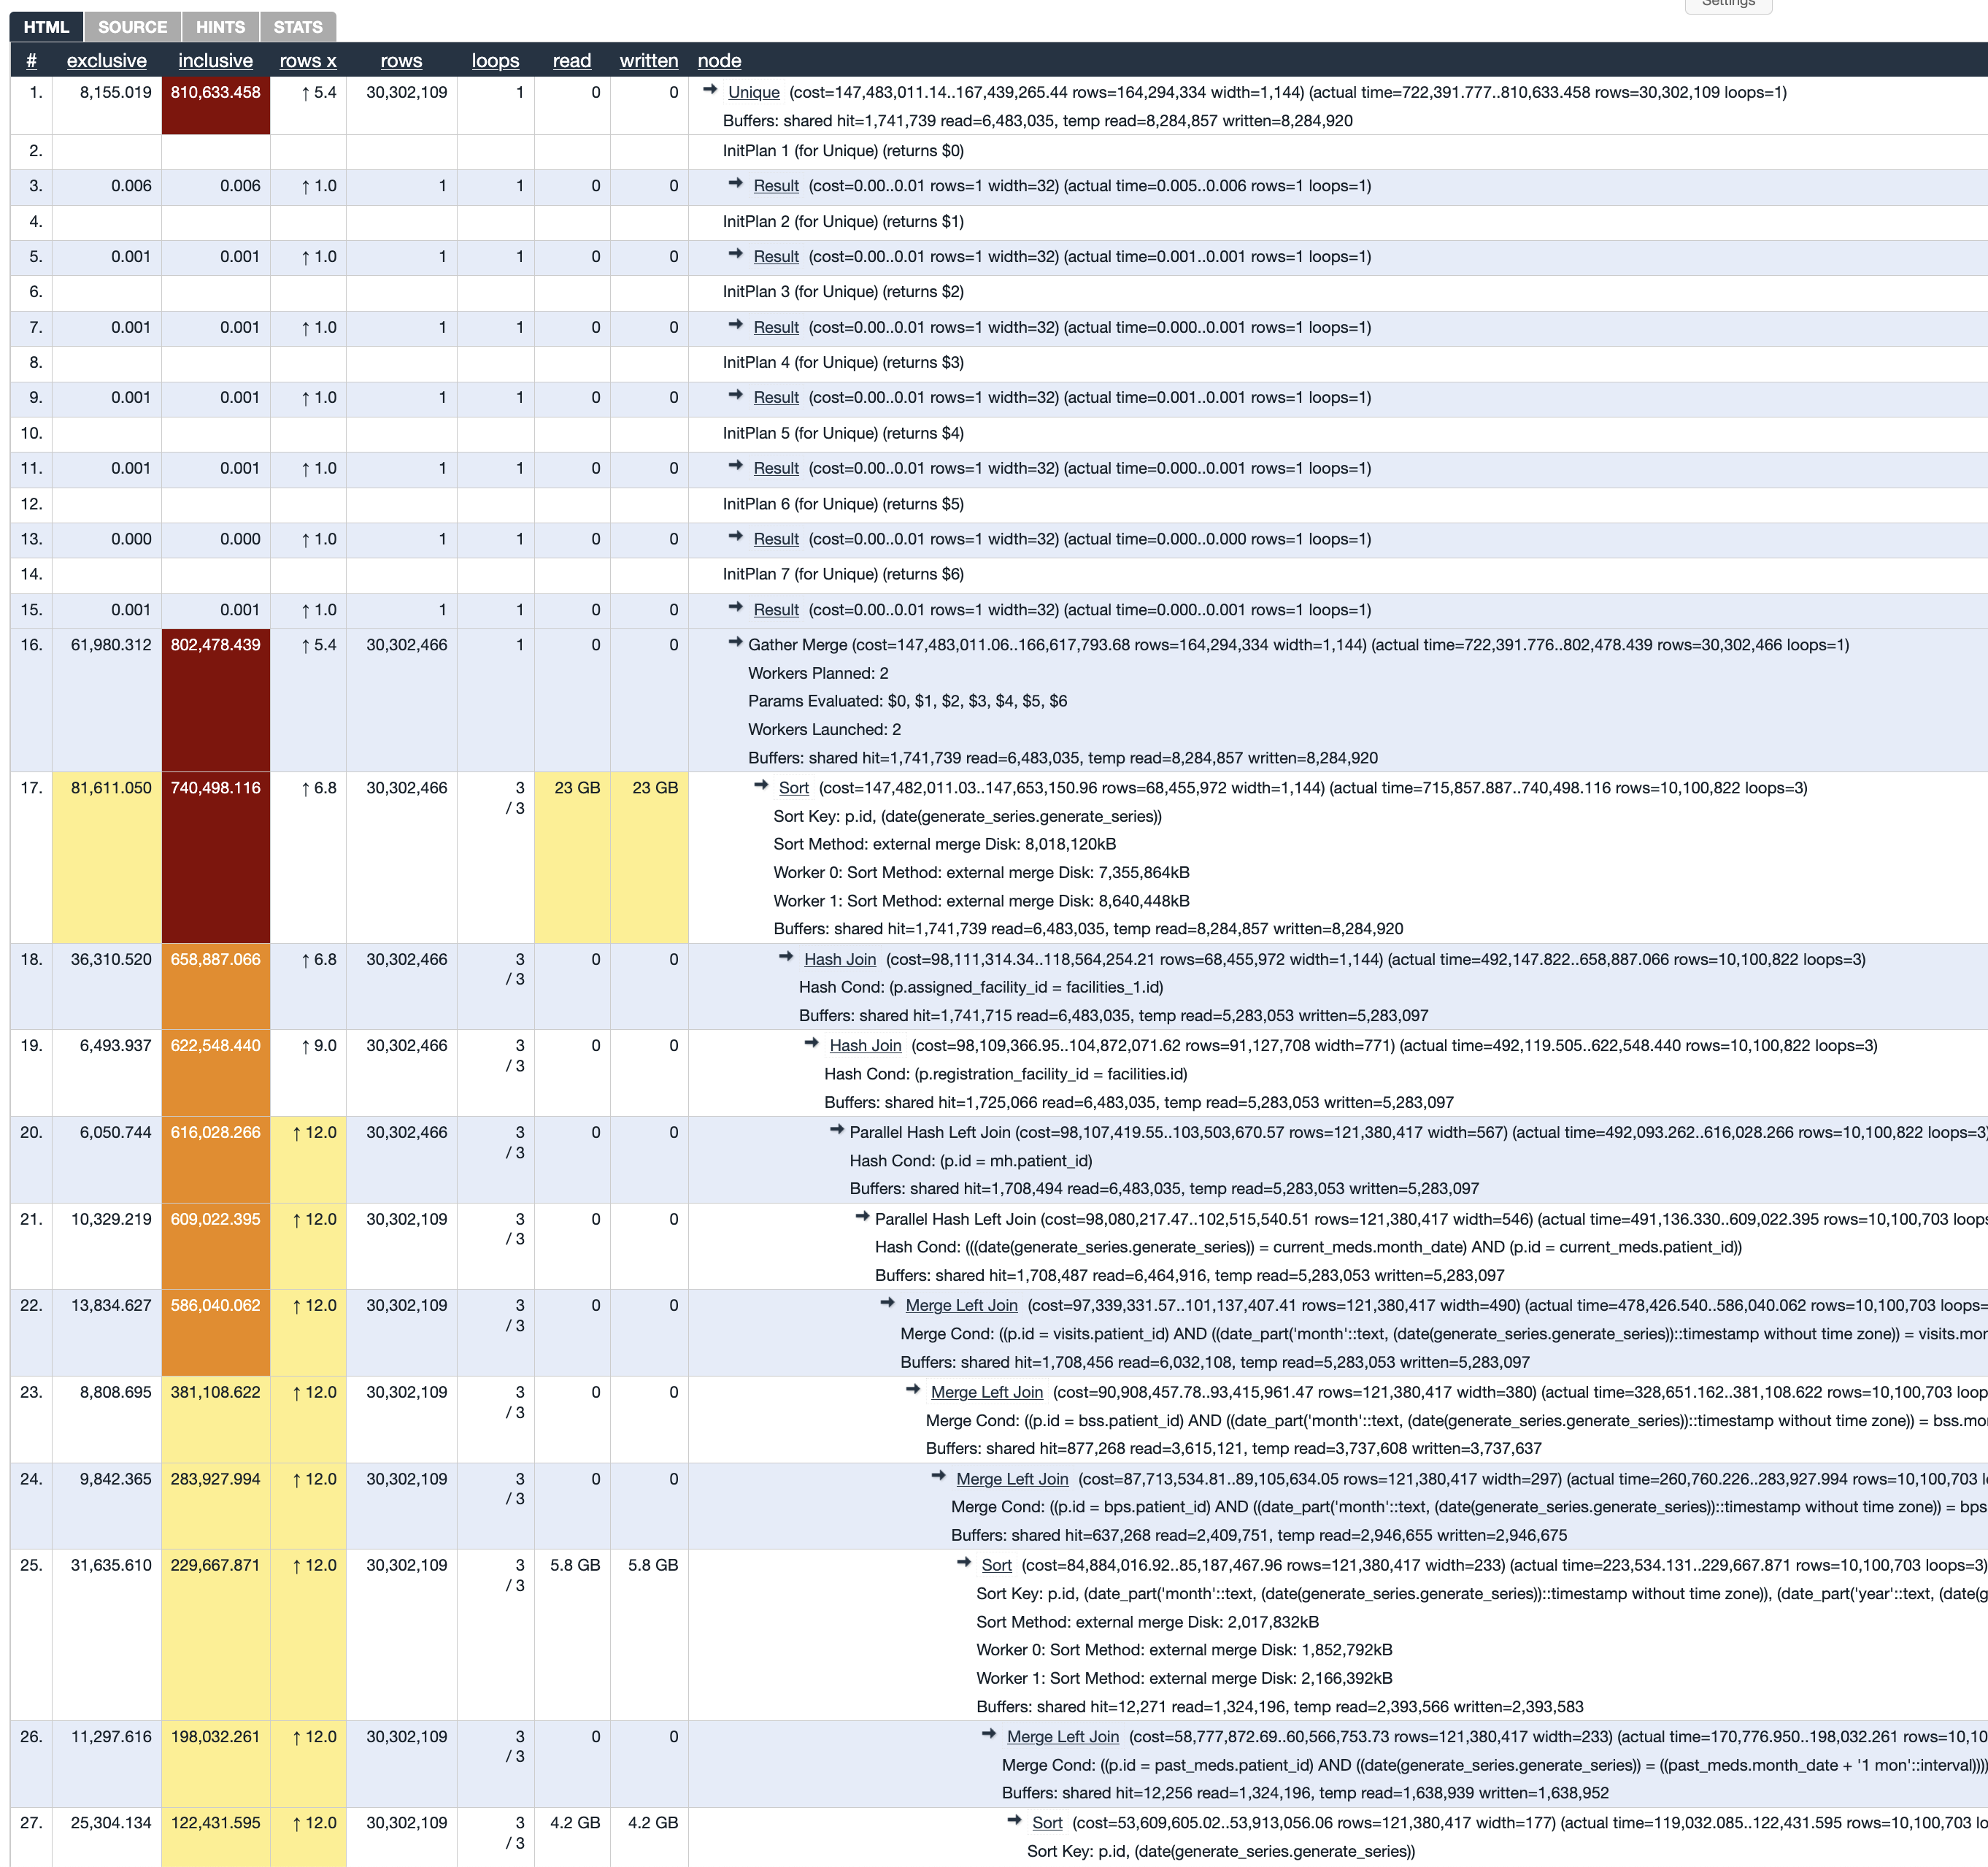 Settings
HTML SOURCE HINTS STATS
# exclusive inclusive rows x rows loops read written node
1. 8,155.019 810,633.458 ↑ 5.4 30,302,109 1 0 0 ➞ Unique (cost=147,483,011.14..167,439,265.44 rows=164,294,334 width=1,144) (actual time=722,391.777..810,633.458 rows=30,302,109 loops=1)
Buffers: shared hit=1,741,739 read=6,483,035, temp read=8,284,857 written=8,284,920
2. InitPlan 1 (for Unique) (returns $0)
3. 0.006 0.006 ↑ 1.0 1 1 0 0 ➞ Result (cost=0.00..0.01 rows=1 width=32) (actual time=0.005..0.006 rows=1 loops=1)
4. InitPlan 2 (for Unique) (returns $1)
5. 0.001 0.001 ↑ 1.0 1 1 0 0 ➞ Result (cost=0.00..0.01 rows=1 width=32) (actual time=0.001..0.001 rows=1 loops=1)
6. InitPlan 3 (for Unique) (returns $2)
7. 0.001 0.001 ↑ 1.0 1 1 0 0 ➞ Result (cost=0.00..0.01 rows=1 width=32) (actual time=0.000..0.001 rows=1 loops=1)
8. InitPlan 4 (for Unique) (returns $3)
9. 0.001 0.001 ↑ 1.0 1 1 0 0 ➞ Result (cost=0.00..0.01 rows=1 width=32) (actual time=0.001..0.001 rows=1 loops=1)
10. InitPlan 5 (for Unique) (returns $4)
11. 0.001 0.001 ↑ 1.0 1 1 0 0 ➞ Result (cost=0.00..0.01 rows=1 width=32) (actual time=0.000..0.001 rows=1 loops=1)
12. InitPlan 6 (for Unique) (returns $5)
13. 0.000 0.000 ↑ 1.0 1 1 0 0 ➞ Result (cost=0.00..0.01 rows=1 width=32) (actual time=0.000..0.000 rows=1 loops=1)
14. InitPlan 7 (for Unique) (returns $6)
15. 0.001 0.001 ↑ 1.0 1 1 0 0 ➞ Result (cost=0.00..0.01 rows=1 width=32) (actual time=0.000..0.001 rows=1 loops=1)
16. 61,980.312 802,478.439 ↑ 5.4 30,302,466 1 0 0 ➞ Gather Merge (cost=147,483,011.06..166,617,793.68 rows=164,294,334 width=1,144) (actual time=722,391.776..802,478.439 rows=30,302,466 loops=1)
Workers Planned: 2
Params Evaluated: $0, $1, $2, $3, $4, $5, $6
Workers Launched: 2
Buffers: shared hit=1,741,739 read=6,483,035, temp read=8,284,857 written=8,284,920
17. 81,611.050 740,498.116 ↑ 6.8 30,302,466 3 / 3 23 GB 23 GB ➞ Sort (cost=147,482,011.03..147,653,150.96 rows=68,455,972 width=1,144) (actual time=715,857.887..740,498.116 rows=10,100,822 loops=3)
Sort Key: p.id, (date(generate_series.generate_series))
Sort Method: external merge Disk: 8,018,120kB
Worker 0: Sort Method: external merge Disk: 7,355,864kB
Worker 1: Sort Method: external merge Disk: 8,640,448kB
Buffers: shared hit=1,741,739 read=6,483,035, temp read=8,284,857 written=8,284,920
18. 36,310.520 658,887.066 ↑ 6.8 30,302,466 3 / 3 0 0 ➞ Hash Join (cost=98,111,314.34..118,564,254.21 rows=68,455,972 width=1,144) (actual time=492,147.822..658,887.066 rows=10,100,822 loops=3)
Hash Cond: (p.assigned_facility_id = facilities_1.id)
Buffers: shared hit=1,741,715 read=6,483,035, temp read=5,283,053 written=5,283,097
19. 6,493.937 622,548.440 ↑ 9.0 30,302,466 3 / 3 0 0 ➞ Hash Join (cost=98,109,366.95..104,872,071.62 rows=91,127,708 width=771) (actual time=492,119.505..622,548.440 rows=10,100,822 loops=3)
Hash Cond: (p.registration_facility_id = facilities.id)
Buffers: shared hit=1,725,066 read=6,483,035, temp read=5,283,053 written=5,283,097
20. 6,050.744 616,028.266 ↑ 12.0 30,302,466 3 / 3 0 0 ➞ Parallel Hash Left Join (cost=98,107,419.55..103,503,670.57 rows=121,380,417 width=567) (actual time=492,093.262..616,028.266 rows=10,100,822 loops=3)
Hash Cond: (p.id = mh.patient_id)
Buffers: shared hit=1,708,494 read=6,483,035, temp read=5,283,053 written=5,283,097
21. 10,329.219 609,022.395 ↑ 12.0 30,302,109 3 / 3 0 0 ➞ Parallel Hash Left Join (cost=98,080,217.47..102,515,540.51 rows=121,380,417 width=546) (actual time=491,136.330..609,022.395 rows=10,100,703 loops
Hash Cond: (((date(generate_series.generate_series)) = current_meds.month_date) AND (p.id = current_meds.patient_id))
Buffers: shared hit=1,708,487 read=6,464,916, temp read=5,283,053 written=5,283,097
22. 13,834.627 586,040.062 ↑ 12.0 30,302,109 3 / 3 0 0 ➞ Merge Left Join (cost=97,339,331.57..101,137,407.41 rows=121,380,417 width=490) (actual time=478,426.540..586,040.062 rows=10,100,703 loops=
Merge Cond: ((p.id = visits.patient_id) AND ((date_part('month'::text, (date(generate_series.generate_series))::timestamp without time zone)) = visits.mon
Buffers: shared hit=1,708,456 read=6,032,108, temp read=5,283,053 written=5,283,097
23. 8,808.695 381,108.622 ↑ 12.0 30,302,109 3 / 3 0 0 ➞ Merge Left Join (cost=90,908,457.78..93,415,961.47 rows=121,380,417 width=380) (actual time=328,651.162..381,108.622 rows=10,100,703 loop
Merge Cond: ((p.id = bss.patient_id) AND ((date_part('month'::text, (date(generate_series.generate_series))::timestamp without time zone)) = bss.mo
Buffers: shared hit=877,268 read=3,615,121, temp read=3,737,608 written=3,737,637
24. 9,842.365 283,927.994 ↑ 12.0 30,302,109 3 / 3 0 0 ➞ Merge Left Join (cost=87,713,534.81..89,105,634.05 rows=121,380,417 width=297) (actual time=260,760.226..283,927.994 rows=10,100,703 l
Merge Cond: ((p.id = bps.patient_id) AND ((date_part('month'::text, (date(generate_series.generate_series))::timestamp without time zone)) = bps
Buffers: shared hit=637,268 read=2,409,751, temp read=2,946,655 written=2,946,675
25. 31,635.610 229,667.871 ↑ 12.0 30,302,109 3 / 3 5.8 GB 5.8 GB ➞ Sort (cost=84,884,016.92..85,187,467.96 rows=121,380,417 width=233) (actual time=223,534.131..229,667.871 rows=10,100,703 loops=3)
Sort Key: p.id, (date_part('month'::text, (date(generate_series.generate_series))::timestamp without time zone)), (date_part('year'::text, (date(g
Sort Method: external merge Disk: 2,017,832kB
Worker 0: Sort Method: external merge Disk: 1,852,792kB
Worker 1: Sort Method: external merge Disk: 2,166,392kB
Buffers: shared hit=12,271 read=1,324,196, temp read=2,393,566 written=2,393,583
26. 11,297.616 198,032.261 ↑ 12.0 30,302,109 3 / 3 0 0 ➞ Merge Left Join (cost=58,777,872.69..60,566,753.73 rows=121,380,417 width=233) (actual time=170,776.950..198,032.261 rows=10,10
Merge Cond: ((p.id = past_meds.patient_id) AND ((date(generate_series.generate_series)) = ((past_meds.month_date + '1 mon'::interval))))
Buffers: shared hit=12,256 read=1,324,196, temp read=1,638,939 written=1,638,952
27. 25,304.134 122,431.595 ↑ 12.0 30,302,109 3 / 3 4.2 GB 4.2 GB ➞ Sort (cost=53,609,605.02..53,913,056.06 rows=121,380,417 width=177) (actual time=119,032.085..122,431.595 rows=10,100,703 lo
Sort Key: p.id, (date(generate_series.generate_series))